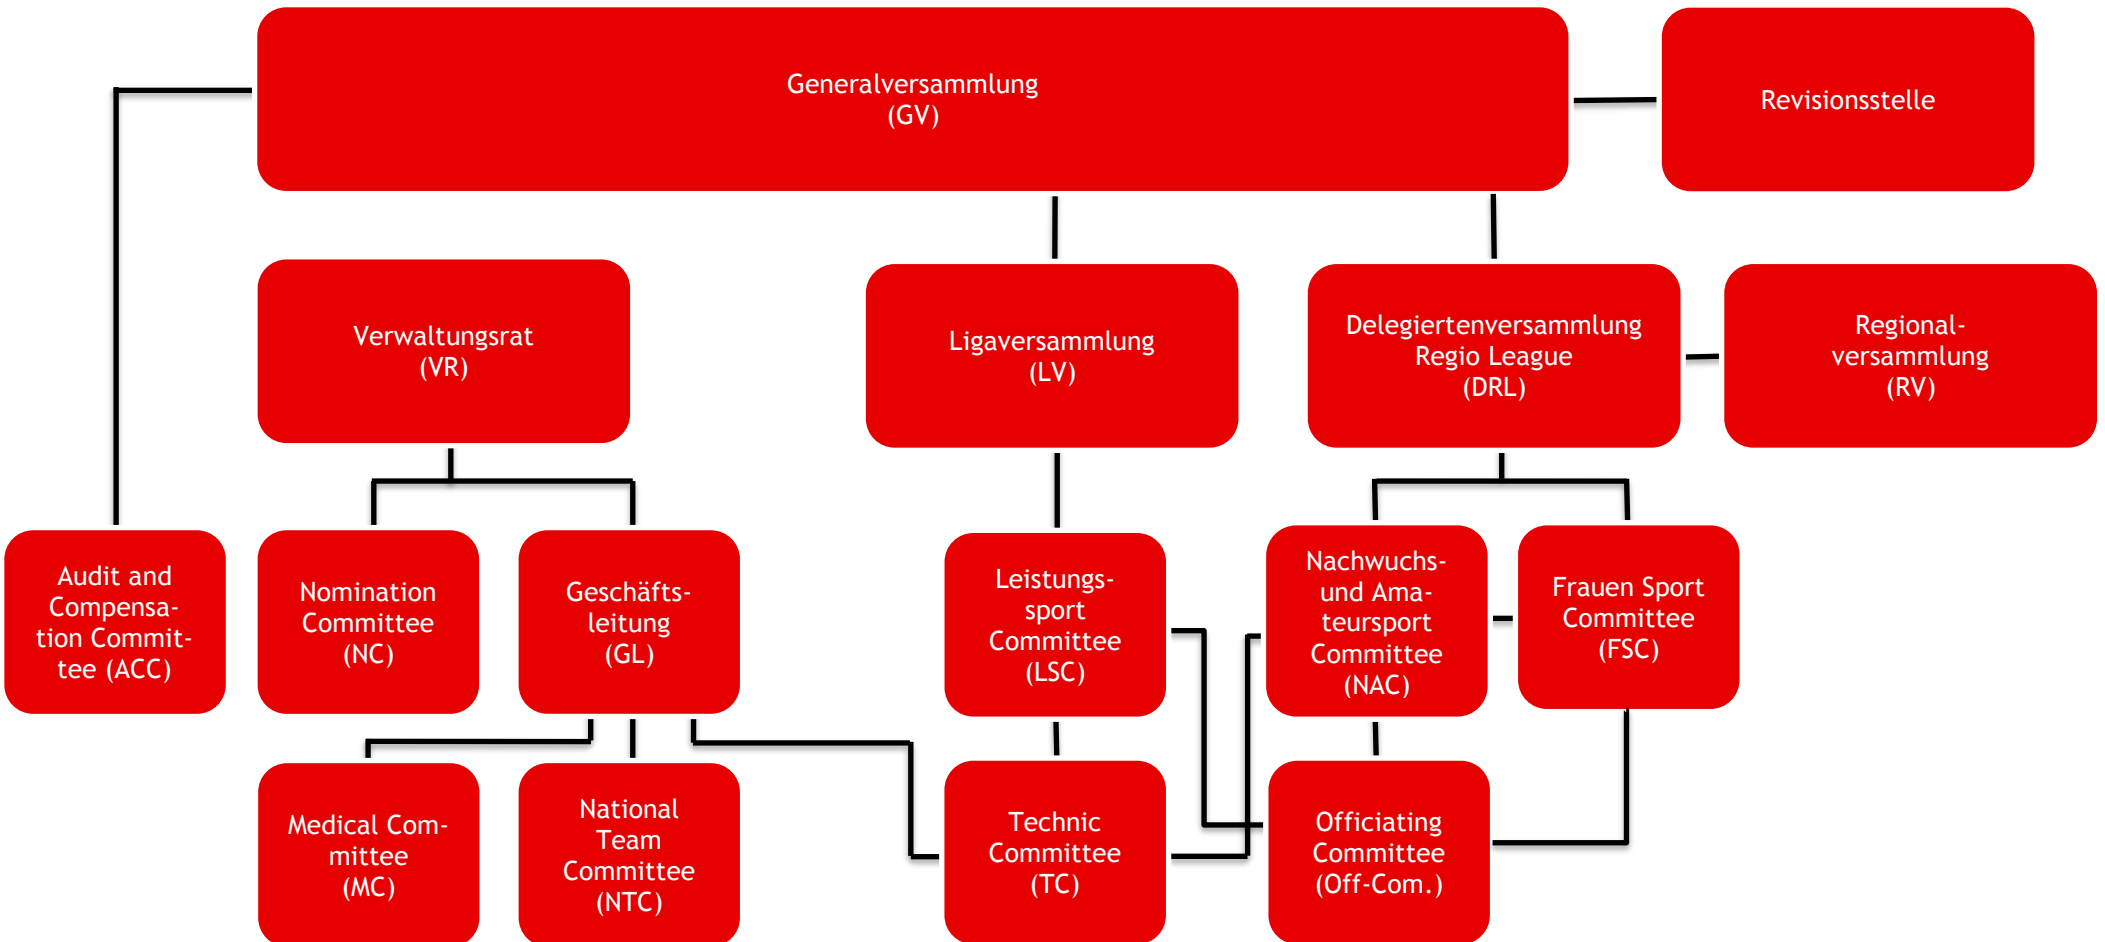 Generalversammlung
(GV)
Revisionsstelle
Verwaltungsrat
(VR)
Ligaversammlung
(LV)
Delegiertenversammlung
Regio League
(DRL)
Regional-
versammlung
(RV)
Audit and
Compensa-
tion Commit-
tee (ACC)
Nomination
Committee
(NC)
Geschäfts-
leitung
(GL)
Leistungs-
sport
Committee
(LSC)
Nachwuchs-
und Ama-
teursport
Committee
(NAC)
Frauen Sport
Committee
(FSC)
Medical Com-
mittee
(MC)
National
Team
Committee
(NTC)
Technic
Committee
(TC)
Officiating
Committee
(Off-Com.)